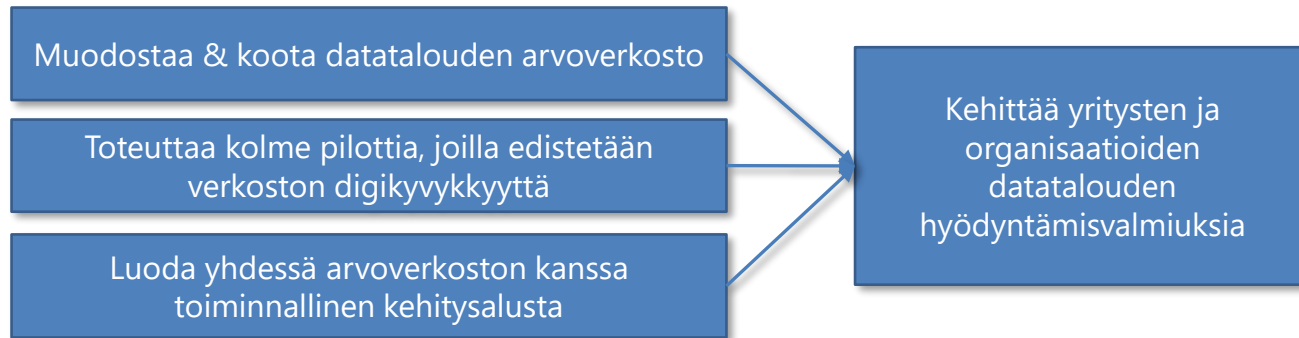 Muodostaa & koota datatalouden arvoverkosto
Toteuttaa kolme pilottia, joilla edistetään
verkoston digikyvykkyyttä
Luoda yhdessä arvoverkoston kanssa
toiminnallinen kehitysalusta
Kehittää yritysten ja
organisaatioiden
datatalouden
hyödyntämisvalmiuksia